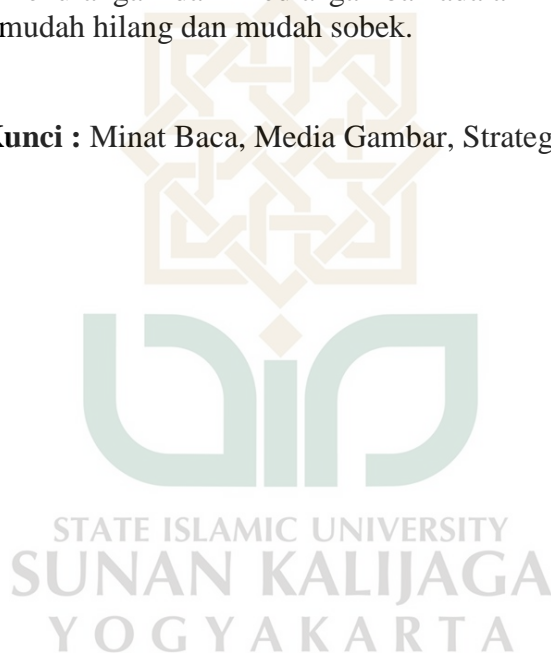 mudah hilang dan mudah sobek.
Kunci : Minat Baca, Media Gambar, Strateg
STATE ISLAMIC UNIVERSITY
SUNAN KALIJAGA
YOGYAKARTA